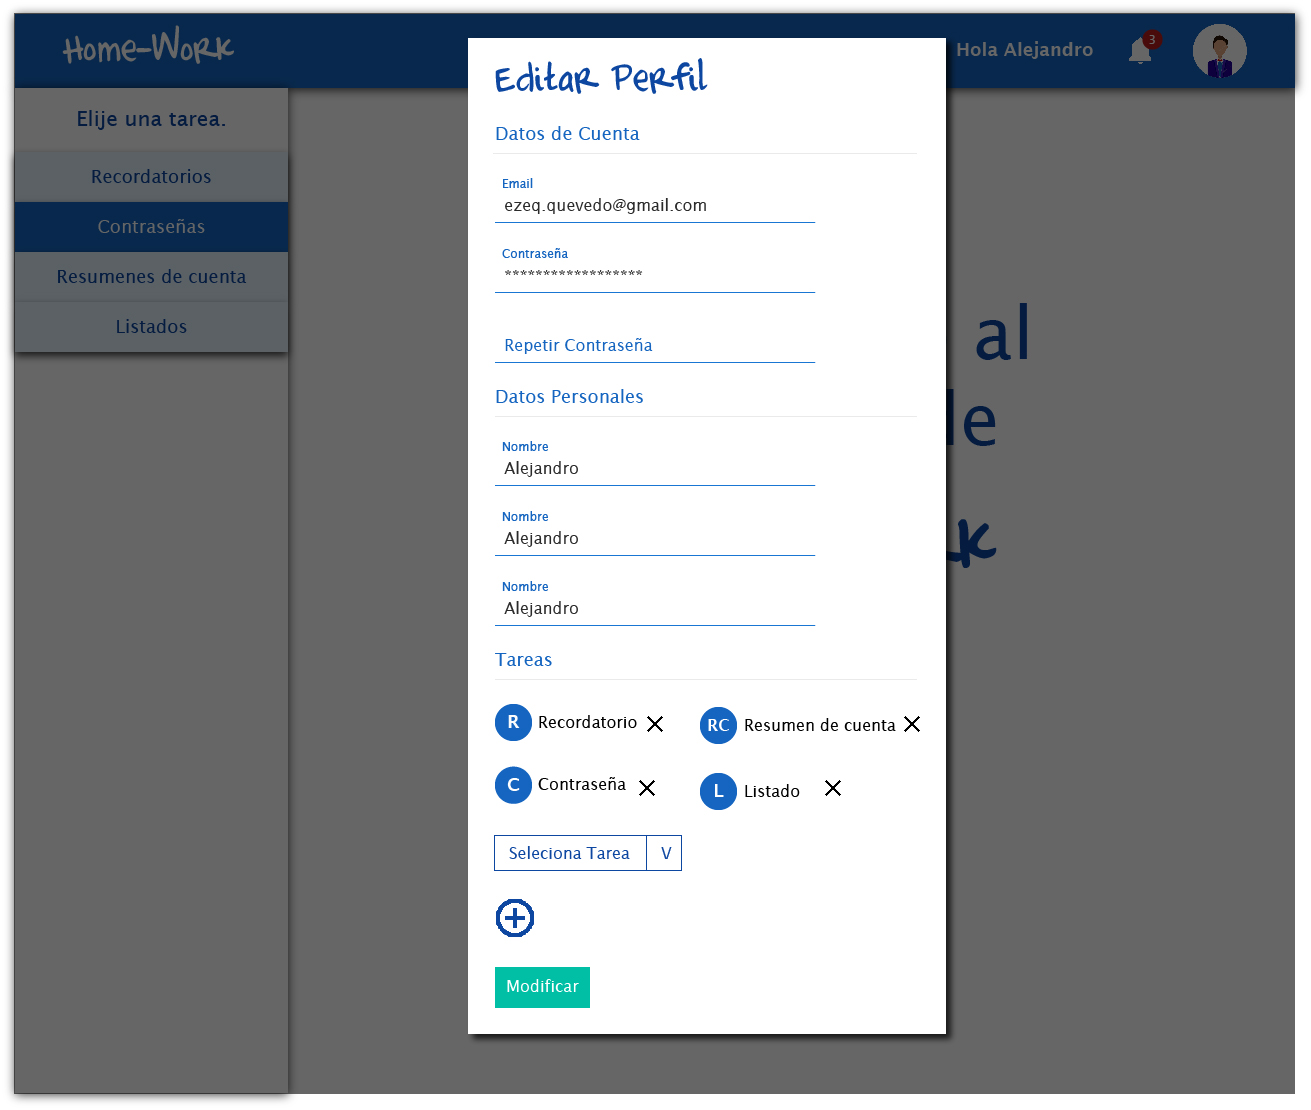 Home-Work
Hola Alejandro
3
Elije una tarea.
Recordatorios
Contraseñas
Resumenes de cuenta
Listados
al
Editar Perfil
Datos de Cuenta
Email
ezeq.quevedo@gmail.com
Contraseña
******************
Repetir Contraseña
Datos Personales
Nombre
Alejandro
Nombre
Alejandro
Nombre
Alejandro
Tareas
R Recordatorio
RC Resumen de cuenta
C Contraseña
L Listado
Seleciona Tarea V
Modificar